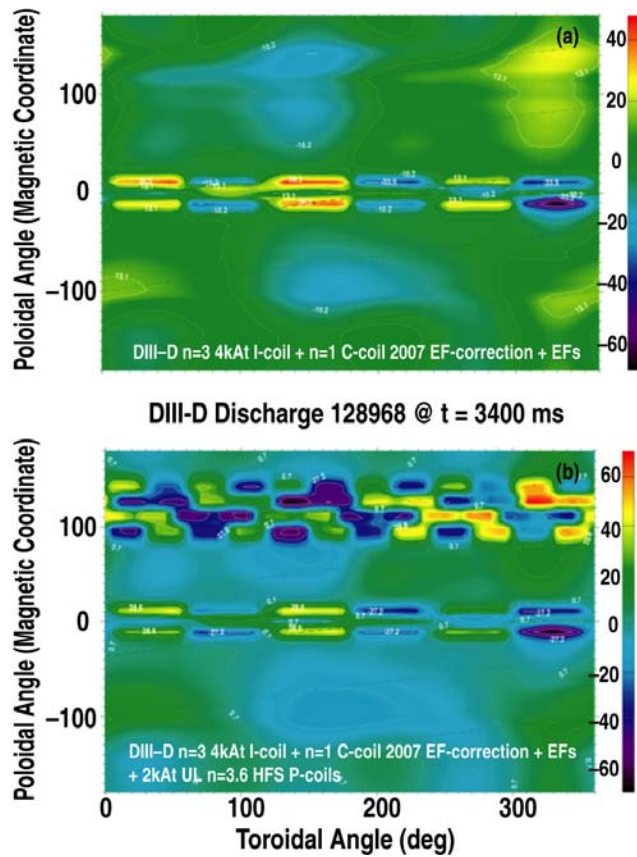 (a)
Poloidal Angle (Magnetic Coordinate)
100
0
−100
40
20
0
−20
−40
−60
DIII–D n=3 4kAt I-coil + n=1 C-coil 2007 EF-correction + EFs
DIII-D Discharge 128968 @ t = 3400 ms
(b)
Poloidal Angle (Magnetic Coordinate)
100
0
−100
60
40
20
0
−20
−40
−60
DIII–D n=3 4kAt I-coil + n=1 C-coil 2007 EF-correction + EFs
+ 2kAt UL n=3.6 HFS P-coils
0
100
200
300
Toroidal Angle (deg)